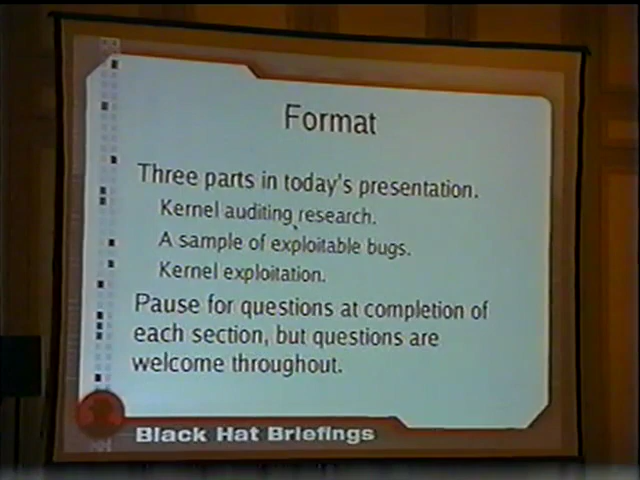 Format
Three parts in today's presentation.
Kernel auditing research.
A sample of exploitable bugs.
Kernel exploitation.
Pause for questions at completion of
each section, but questions are
welcome throughout.
Black Hat Briefings